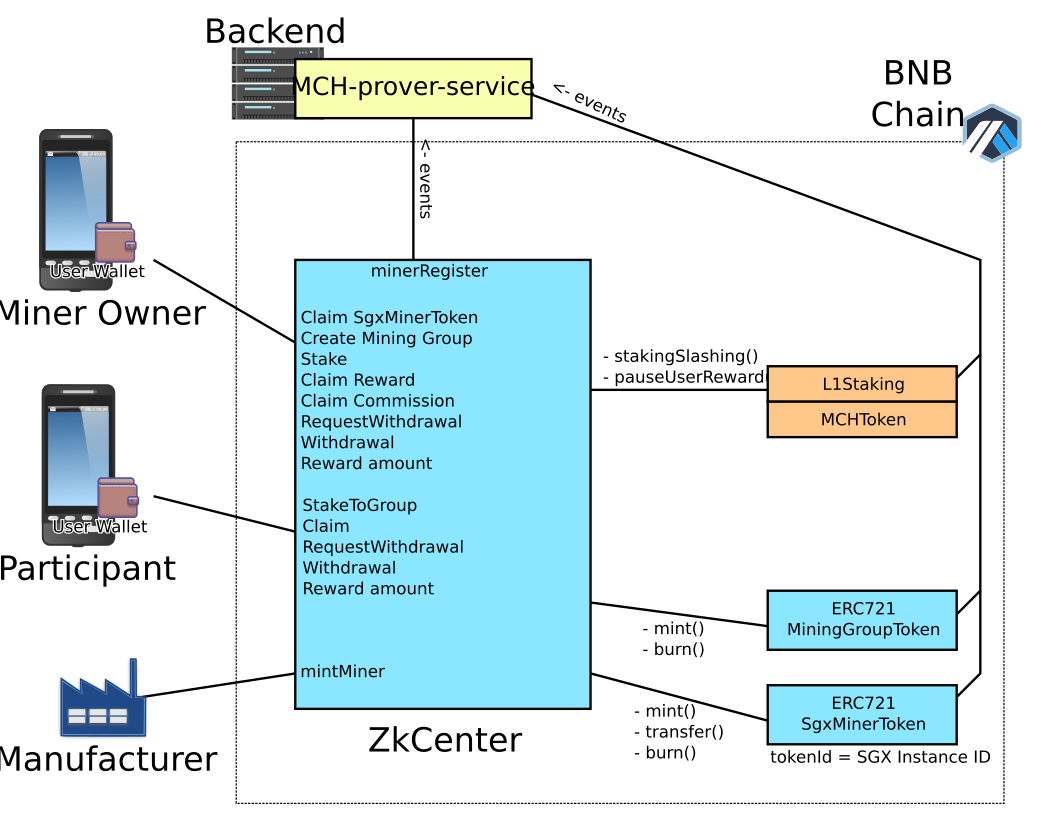 Backend
MCH-prover-service
<- events
BNB
Chain
<- events
User Wallet
Miner Owner
minerRegister
Claim SgxMinerToken
Create Mining Group
Stake
Claim Reward
Claim Commission
RequestWithdrawal
Withdrawal
Reward amount
- stakingSlashing()
- pauseUserReward(
L1Staking
MCHToken
User Wallet
Participant
StakeToGroup
Claim
RequestWithdrawal
Withdrawal
Reward amount
- mint()
- burn()
ERC721
MiningGroupToken
Manufacturer
mintMiner
ZkCenter
- mint()
- transfer()
- burn()
ERC721
SgxMinerToken
tokenId = SGX Instance ID